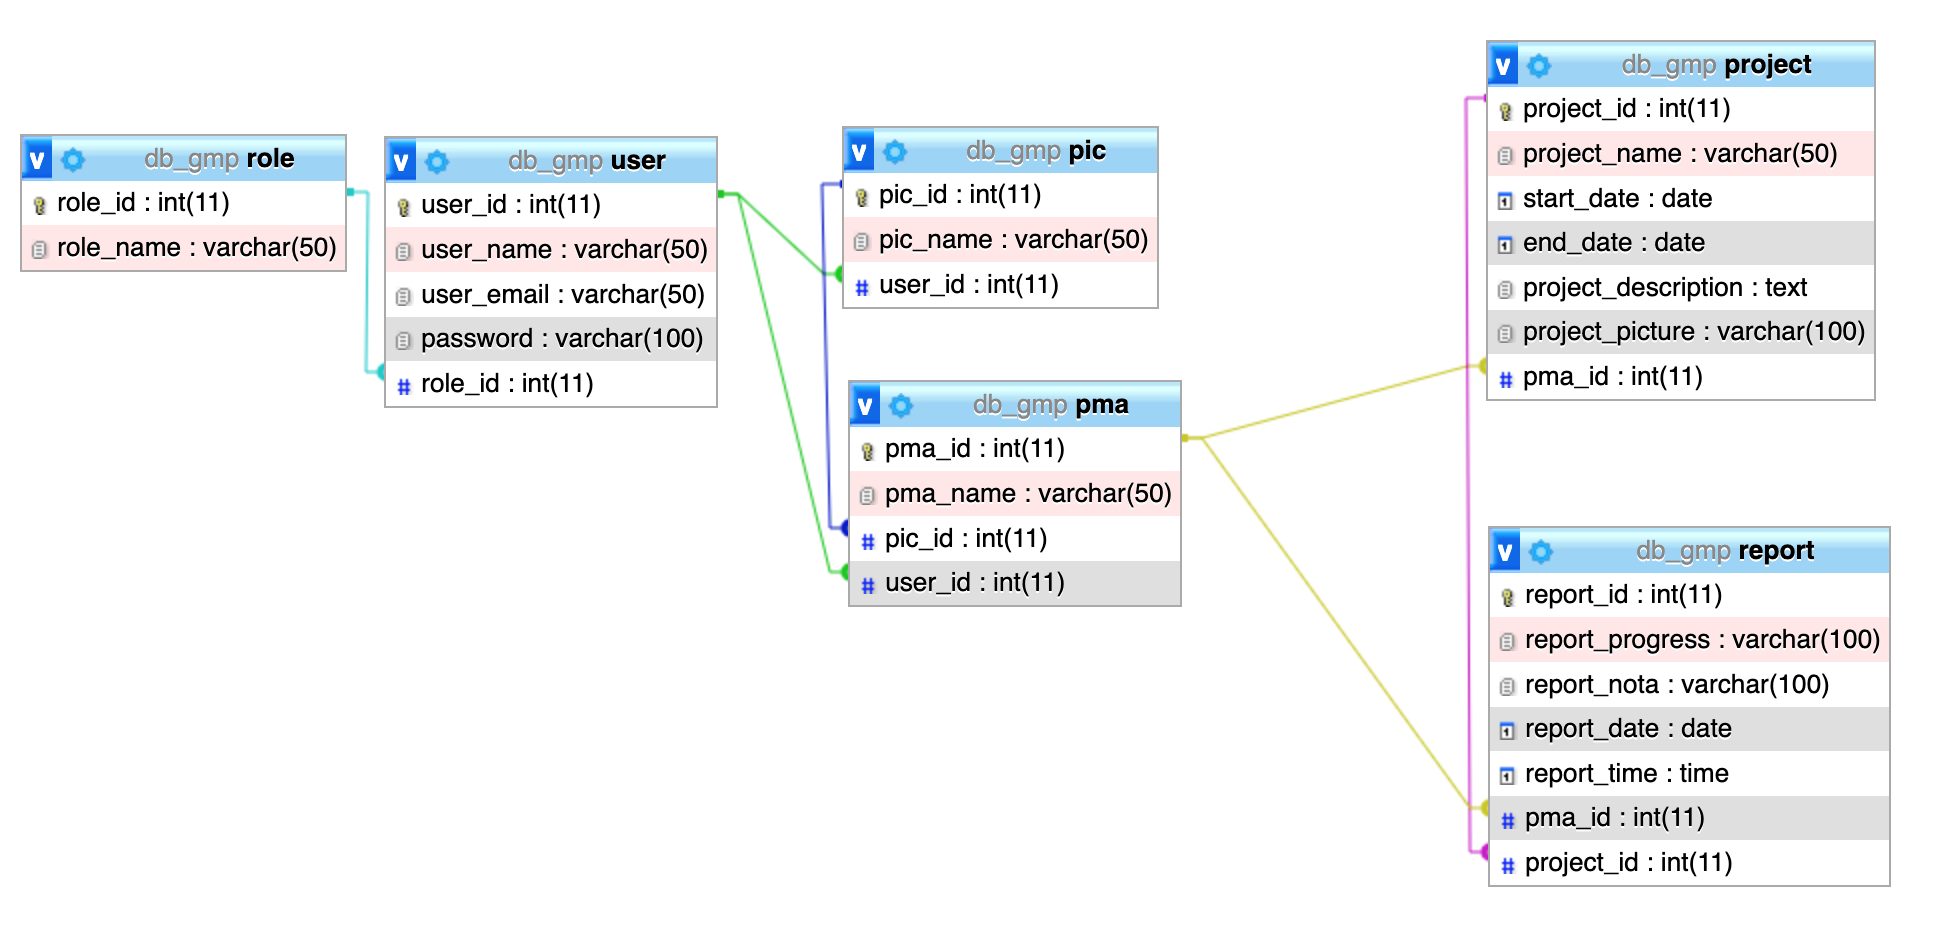 v db_gmp role
role_id : int(11)
role_name : varchar(50)
v db_gmp user
user_id : int(11)
user_name : varchar(50)
user_email : varchar(50)
password : varchar(100)
# role_id : int(11)
v db_gmp pic
pic_id : int(11)
pic_name : varchar(50)
# user_id : int(11)
v db_gmp pma
pma_id : int(11)
pma_name : varchar(50)
# pic_id : int(11)
# user_id : int(11)
v db_gmp project
project_id : int(11)
project_name : varchar(50)
start_date : date
end_date : date
project_description : text
project_picture : varchar(100)
# pma_id : int(11)
v db_gmp report
report_id : int(11)
report_progress : varchar(100)
report_nota : varchar(100)
report_date : date
report_time : time
# pma_id : int(11)
# project_id : int(11)